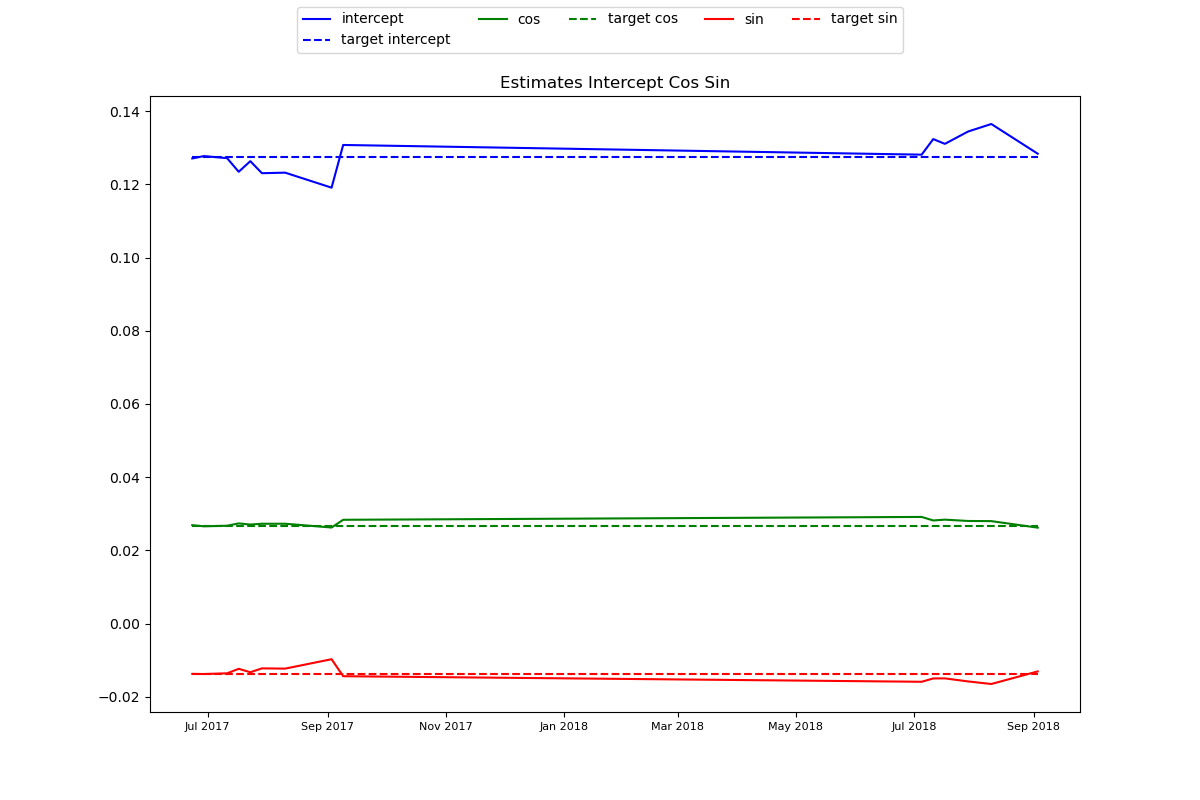 intercept
target intercept
cos
target cos
sin
target sin
Estimates Intercept Cos Sin
0.14
0.12
0.10
0.08
0.06
0.04
0.02
0.00
−0.02
Jul 2017
Sep 2017
Nov 2017
Jan 2018
Mar 2018
May 2018
Jul 2018
Sep 2018